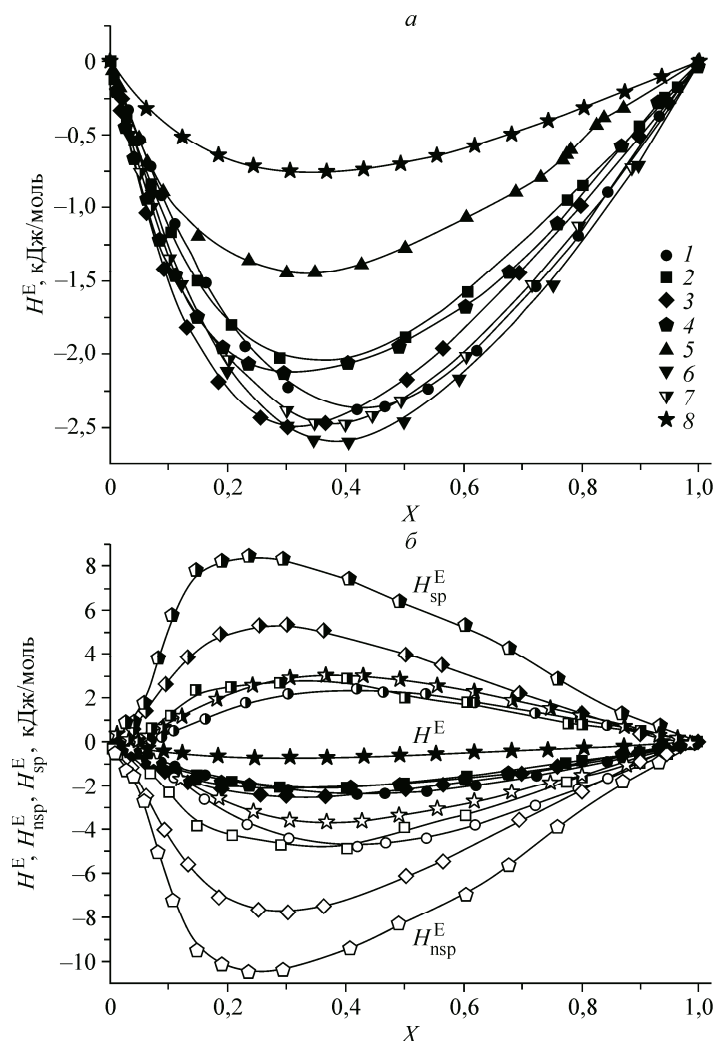 а
0
–0,5
–1,0
–1,5
–2,0
–2,5
H^E, кДж/моль
1
2
3
4
5
6
7
8
0 0,2 0,4 0,6 0,8 1,0
X
б
8
6
4
2
0
–2
–4
–6
–8
–10
H^E, H^E_nsp, H^E_sp, кДж/моль
H^E_sp
H^E
H^E_nsp
0 0,2 0,4 0,6 0,8 1,0
X